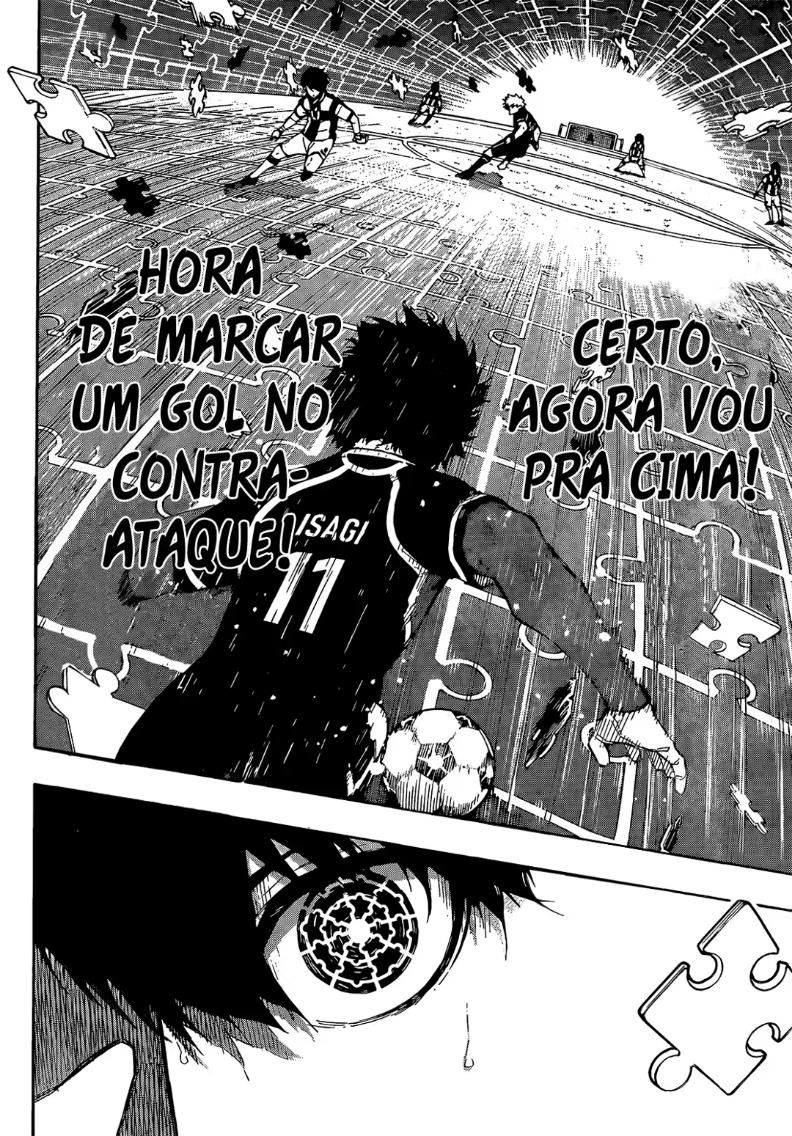 CERTO,
AGORA VOU
PRA CIMA!
HORA
DE MARCAR
UM GOL NO
CONTRA-
ATAQUE!
ISAGI
11